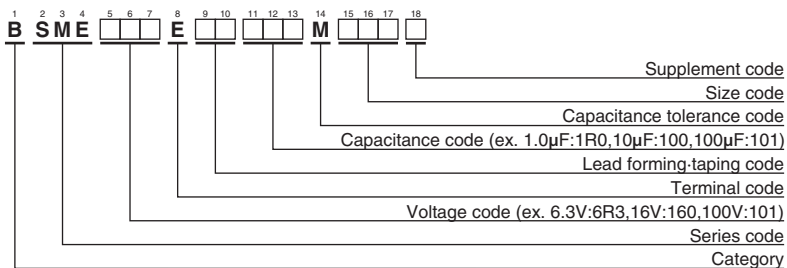 1 2 3 4 5 6 7 8 9 10 11 12 13 14 15 16 17 18
B SME E M
Supplement code
Size code
Capacitance tolerance code
Capacitance code (ex. 1.0µF:1R0,10µF:100,100µF:101)
Lead forming·taping code
Terminal code
Voltage code (ex. 6.3V:6R3,16V:160,100V:101)
Series code
Category